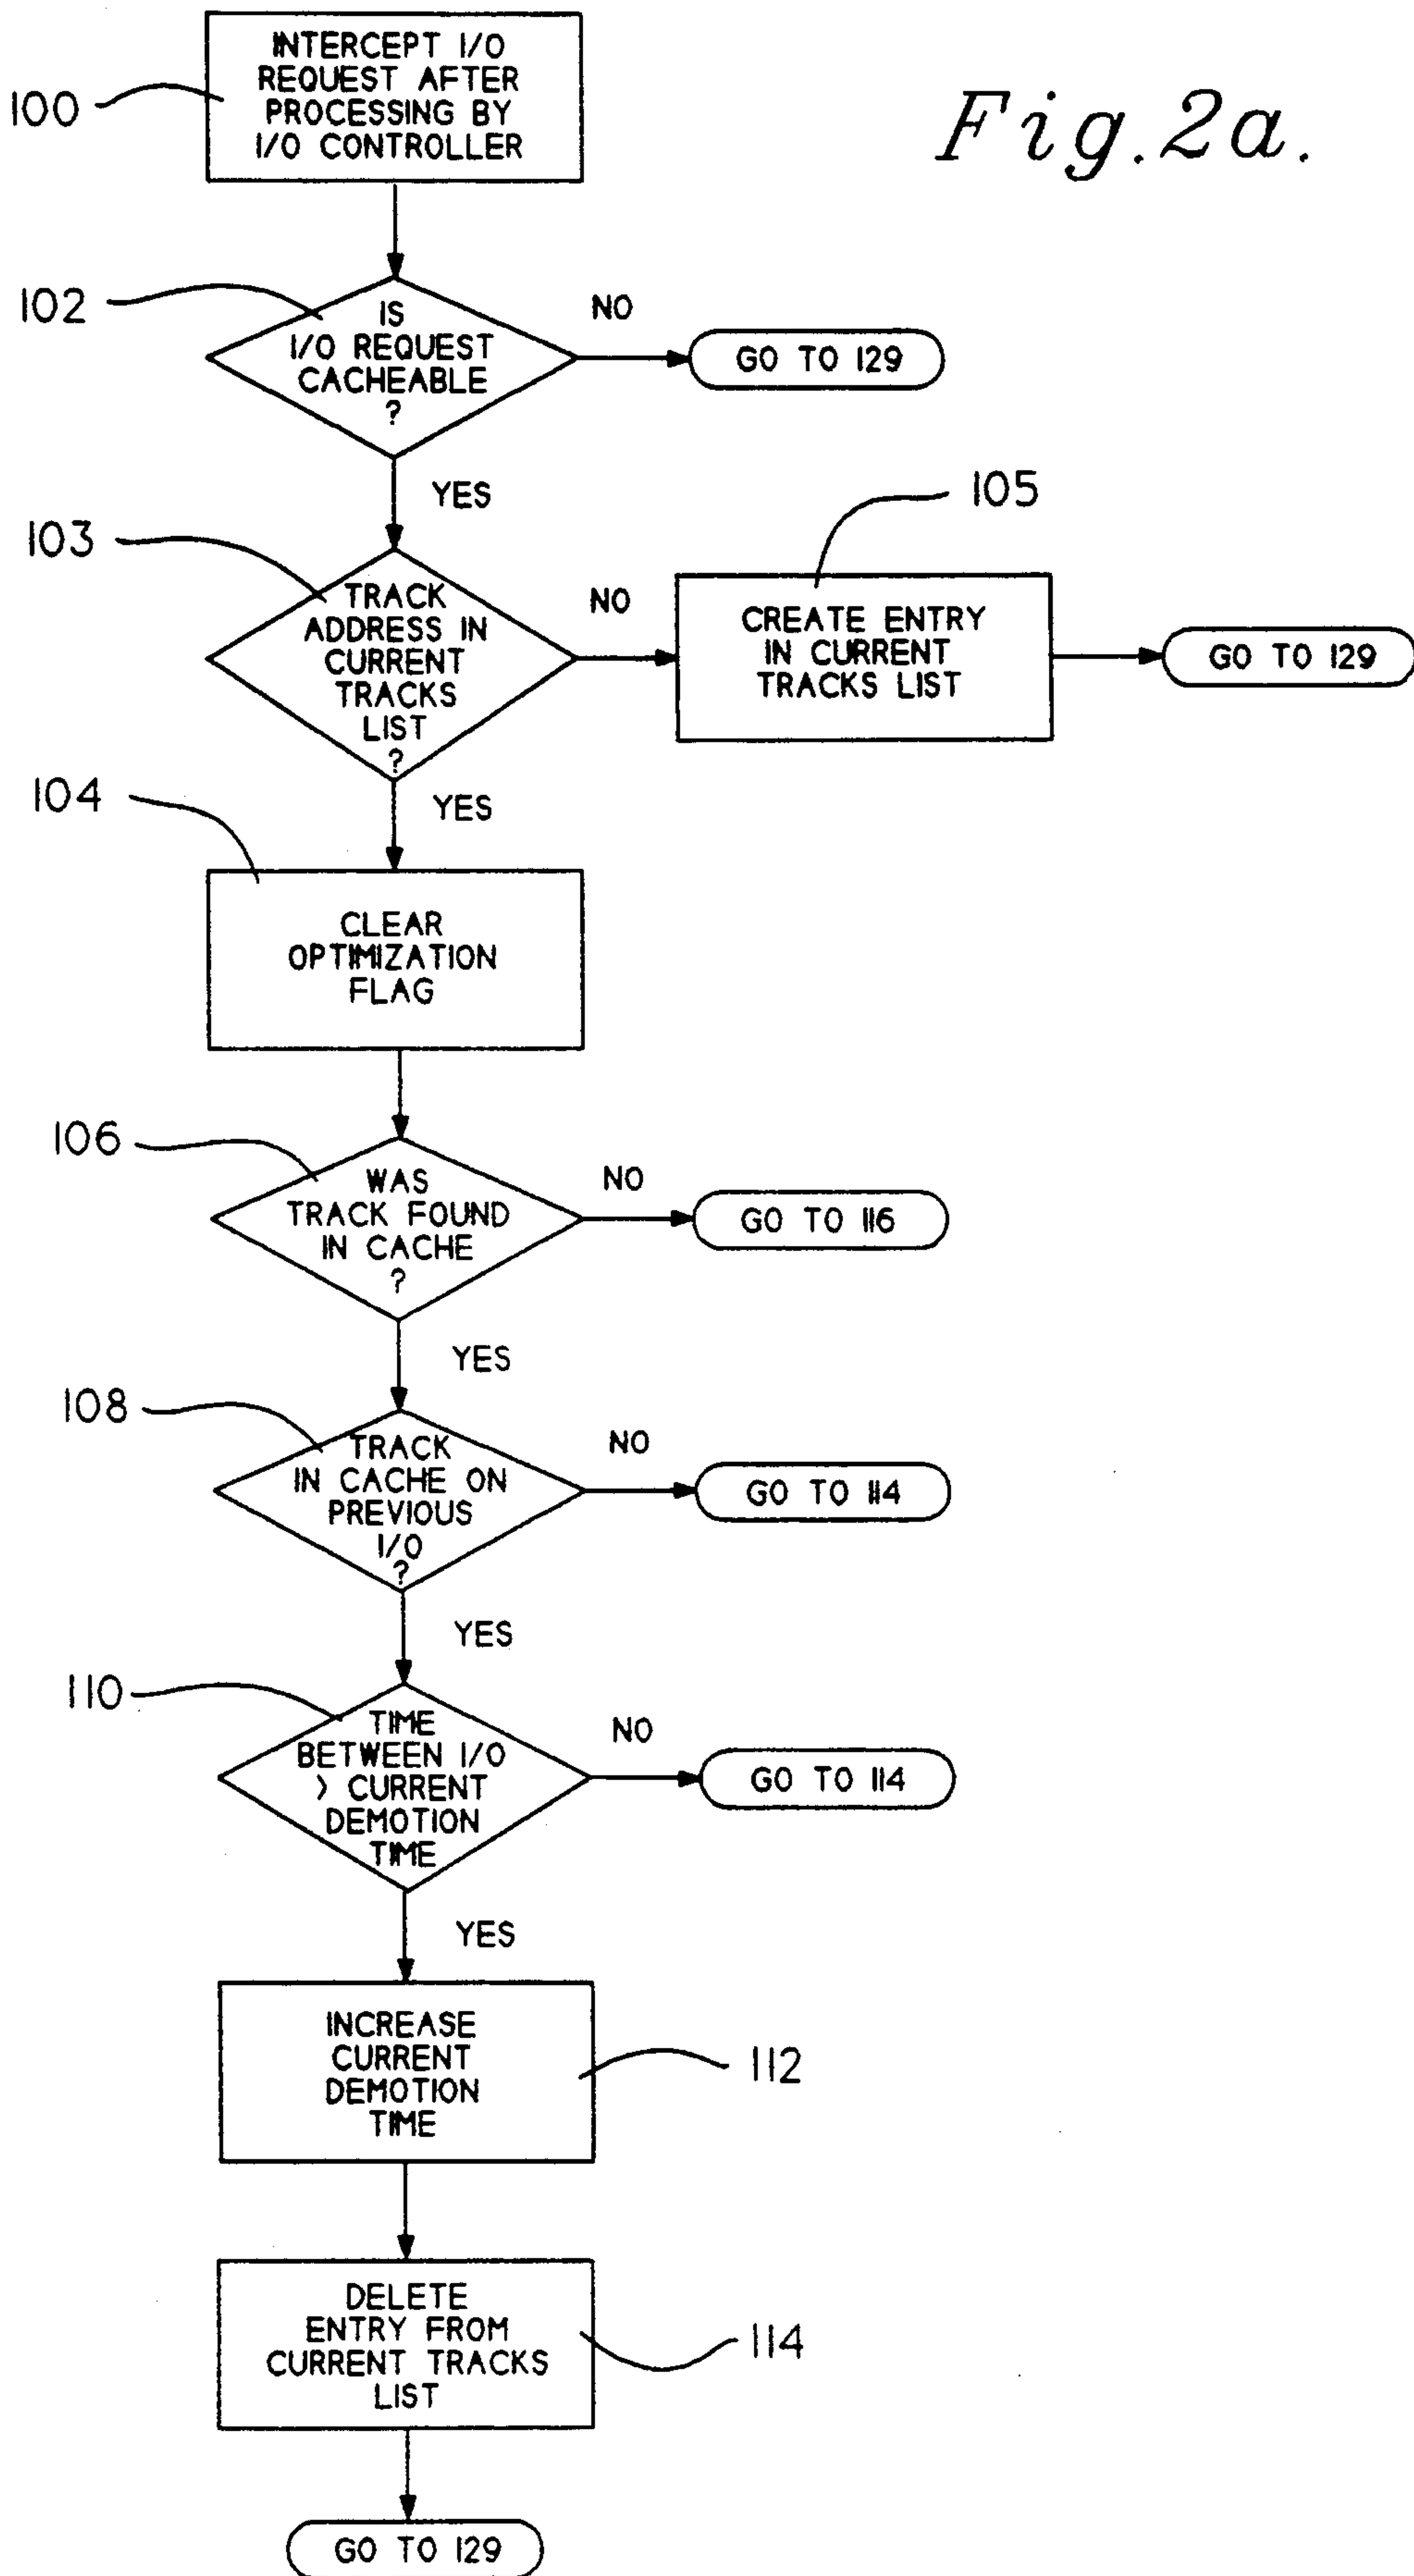 Fig. 2a.
100
INTERCEPT I/O
REQUEST AFTER
PROCESSING BY
I/O CONTROLLER
102
IS
I/O REQUEST
CACHEABLE
?
NO
GO TO 129
YES
103
TRACK
ADDRESS IN
CURRENT
TRACKS
LIST
?
NO
105
CREATE ENTRY
IN CURRENT
TRACKS LIST
GO TO 129
YES
104
CLEAR
OPTIMIZATION
FLAG
106
WAS
TRACK FOUND
IN CACHE
?
NO
GO TO 116
YES
108
TRACK
IN CACHE ON
PREVIOUS
I/O
?
NO
GO TO 114
YES
110
TIME
BETWEEN I/O
> CURRENT
DEMOTION
TIME
NO
GO TO 114
YES
INCREASE
CURRENT
DEMOTION
TIME
112
DELETE
ENTRY FROM
CURRENT TRACKS
LIST
114
GO TO 129